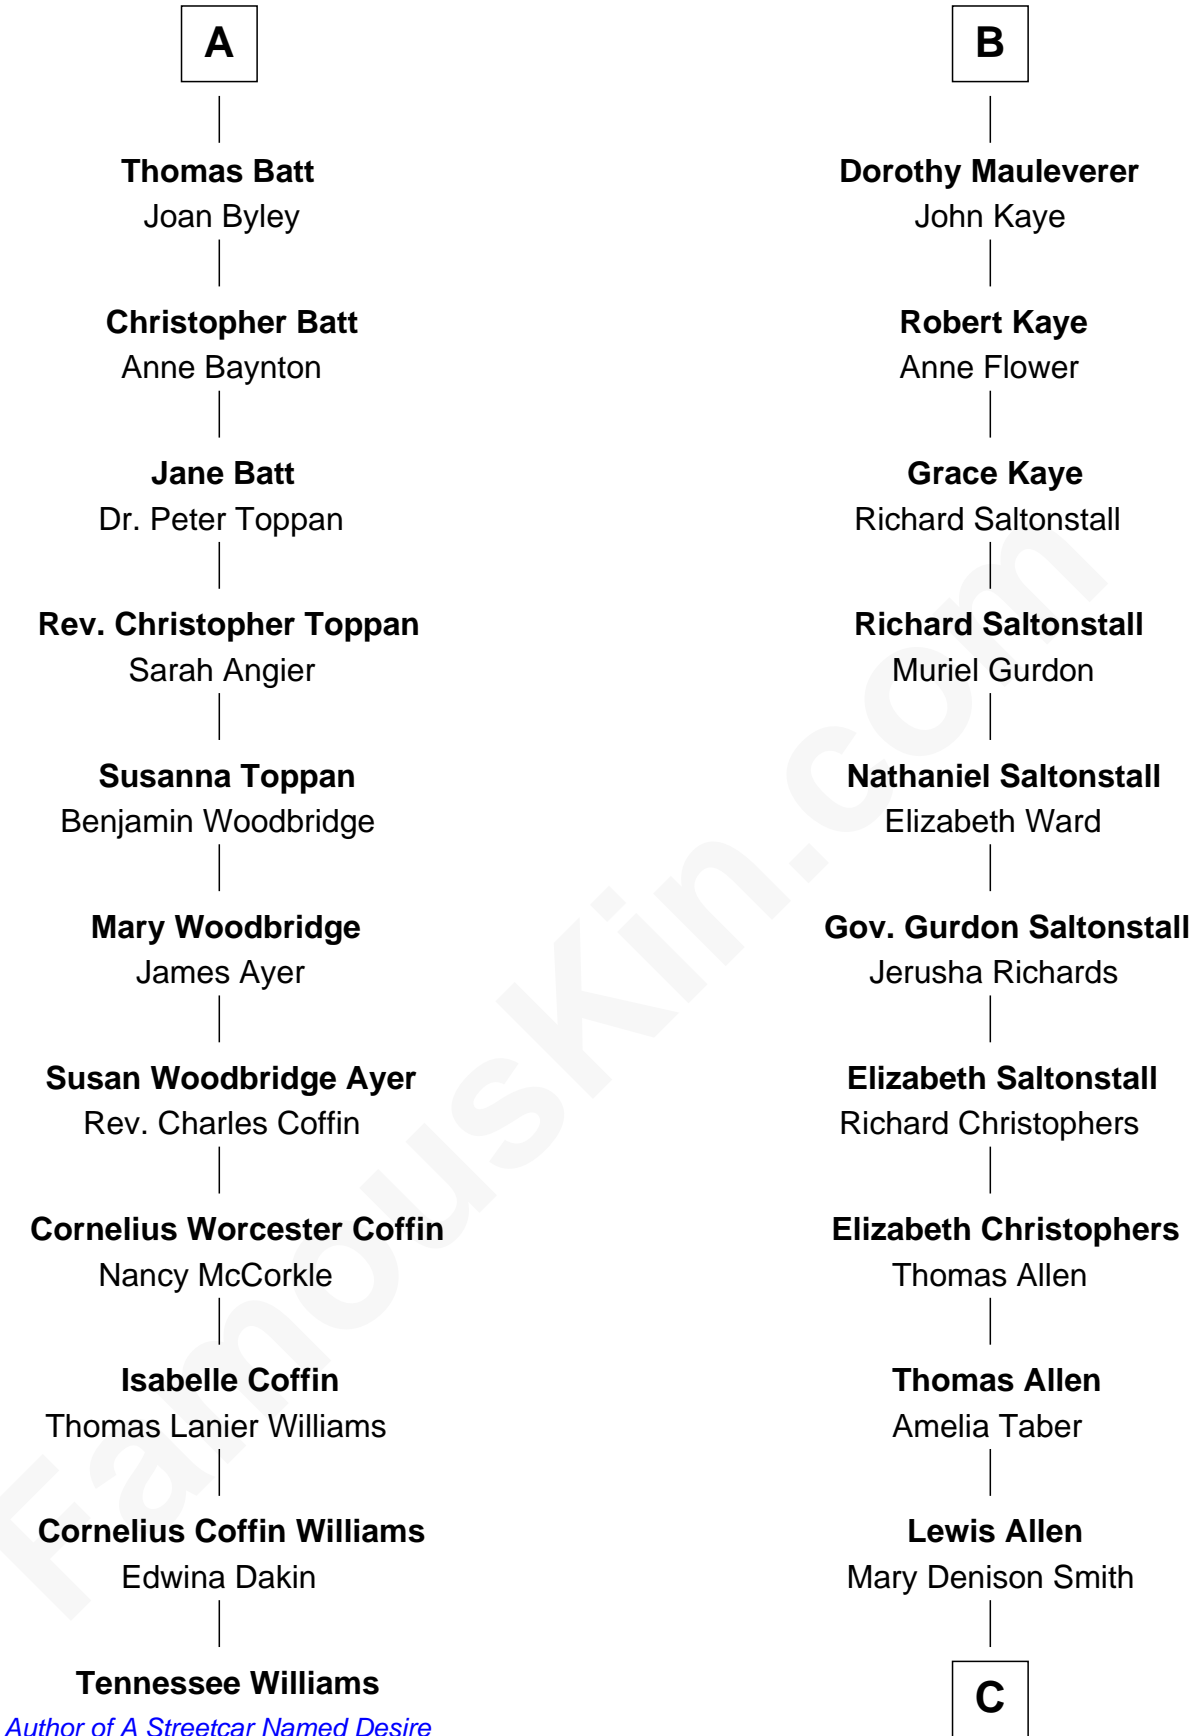 A
Thomas Batt
Joan Byley
Christopher Batt
Anne Baynton
Jane Batt
Dr. Peter Toppan
Rev. Christopher Toppan
Sarah Angier
Susanna Toppan
Benjamin Woodbridge
Mary Woodbridge
James Ayer
Susan Woodbridge Ayer
Rev. Charles Coffin
Cornelius Worcester Coffin
Nancy McCorkle
Isabelle Coffin
Thomas Lanier Williams
Cornelius Coffin Williams
Edwina Dakin
Tennessee Williams
Author of A Streetcar Named Desire
B
Dorothy Mauleverer
John Kaye
Robert Kaye
Anne Flower
Grace Kaye
Richard Saltonstall
Richard Saltonstall
Muriel Gurdon
Nathaniel Saltonstall
Elizabeth Ward
Gov. Gurdon Saltonstall
Jerusha Richards
Elizabeth Saltonstall
Richard Christophers
Elizabeth Christophers
Thomas Allen
Thomas Allen
Amelia Taber
Lewis Allen
Mary Denison Smith
C
FamousKin.com